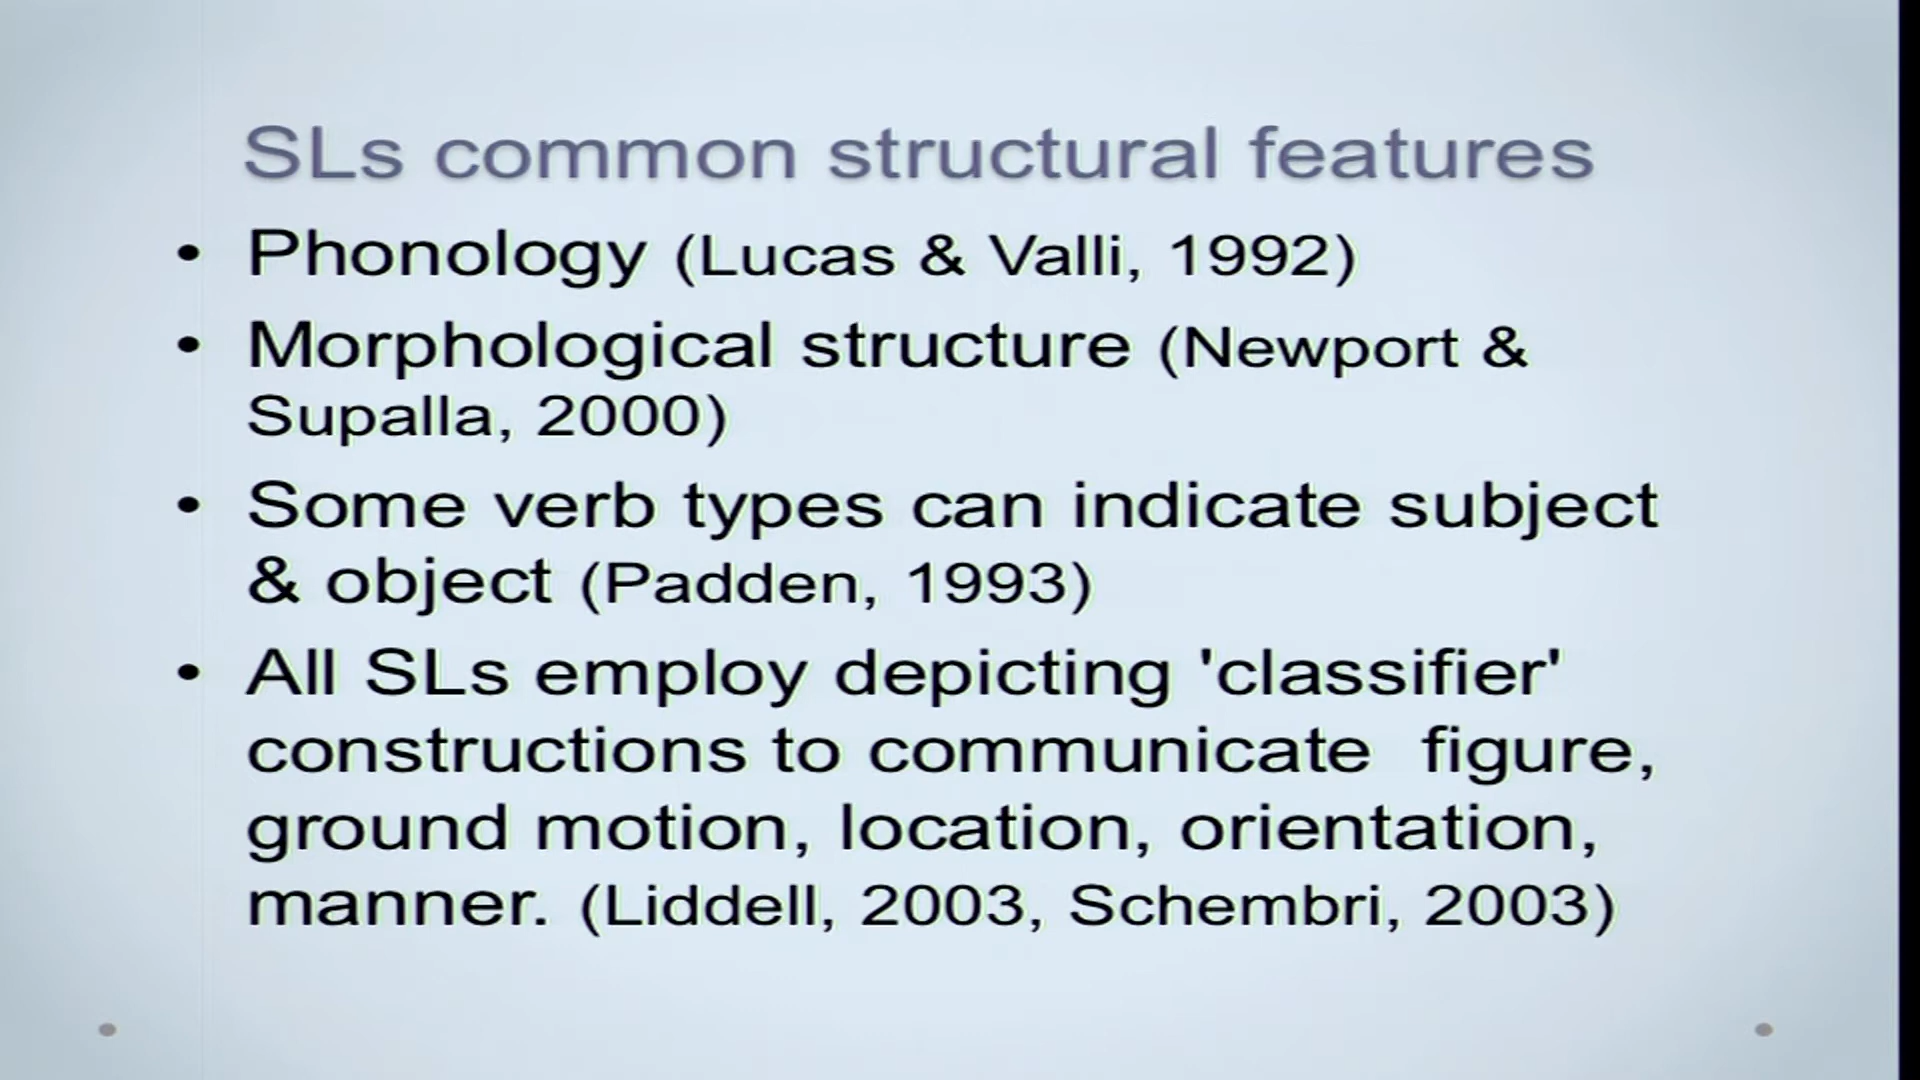 SLs common structural features
• Phonology (Lucas & Valli, 1992)
• Morphological structure (Newport &
Supalla, 2000)
• Some verb types can indicate subject
& object (Padden, 1993)
• All SLs employ depicting 'classifier'
constructions to communicate  figure,
ground motion, location, orientation,
manner. (Liddell, 2003, Schembri, 2003)